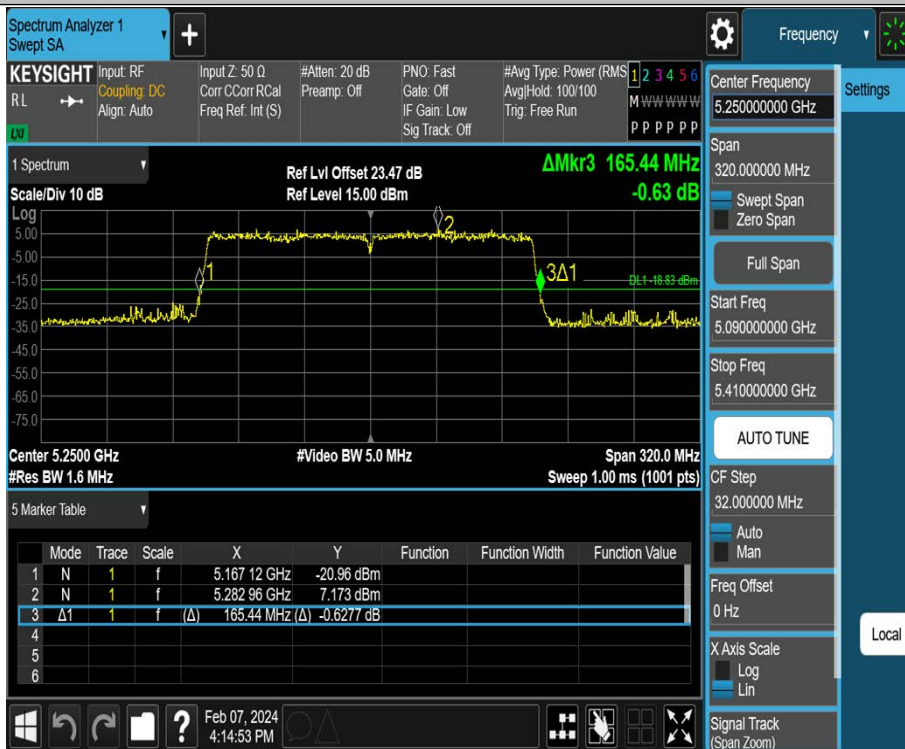 Spectrum Analyzer 1
Swept SA
Frequency
KEYSIGHT
RL
LXI
Input: RF
Coupling: DC
Align: Auto
Input Z: 50 Ω
Corr CCorr RCal
Freq Ref: Int (S)
#Atten: 20 dB
Preamp: Off
PNO: Fast
Gate: Off
IF Gain: Low
Sig Track: Off
#Avg Type: Power (RMS
Avg|Hold: 100/100
Trig: Free Run
1 2 3 4 5 6
M W W W W W
P P P P P P
1 Spectrum
Scale/Div 10 dB
Ref Lvl Offset 23.47 dB
Ref Level 15.00 dBm
ΔMkr3 165.44 MHz
-0.63 dB
Log
5.00
-5.00
-15.0
-25.0
-35.0
-45.0
-55.0
-65.0
-75.0
1
2
3Δ1
DL1 -18.83 dBm
Center 5.2500 GHz
#Video BW 5.0 MHz
Span 320.0 MHz
#Res BW 1.6 MHz
Sweep 1.00 ms (1001 pts)
5 Marker Table
Mode Trace Scale X Y Function Function Width Function Value
1 N 1 f 5.167 12 GHz -20.96 dBm
2 N 1 f 5.282 96 GHz 7.173 dBm
3 Δ1 1 f (Δ) 165.44 MHz (Δ) -0.6277 dB
4
5
6
?
Feb 07, 2024
4:14:53 PM
Center Frequency
5.250000000 GHz
Span
320.000000 MHz
Swept Span
Zero Span
Full Span
Start Freq
5.090000000 GHz
Stop Freq
5.410000000 GHz
AUTO TUNE
CF Step
32.000000 MHz
Auto
Man
Freq Offset
0 Hz
X Axis Scale
Log
Lin
Signal Track
(Span Zoom)
Settings
Local